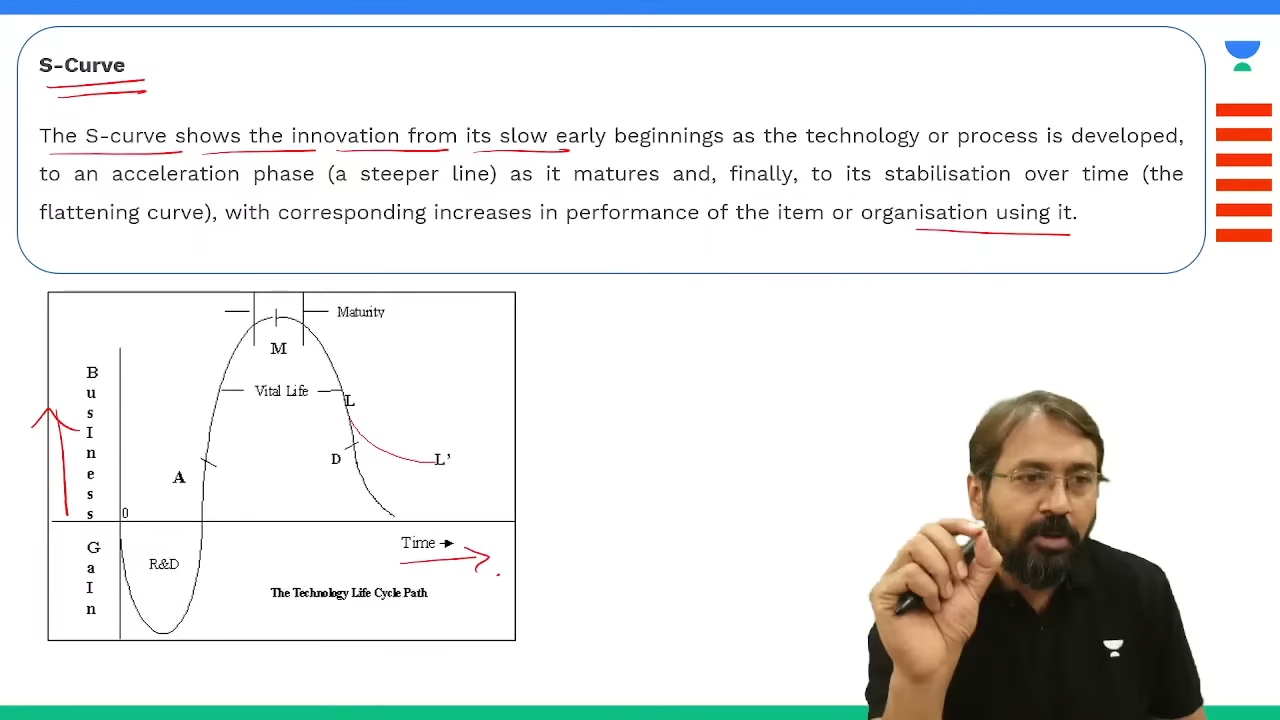 S-Curve
The S-curve shows the innovation from its slow early beginnings as the technology or process is developed,
to an acceleration phase (a steeper line) as it matures and, finally, to its stabilisation over time (the
flattening curve), with corresponding increases in performance of the item or organisation using it.
Maturity
M
BusIness
Vital Life
L
D
L’
A
0
GaIn
R&D
Time
The Technology Life Cycle Path